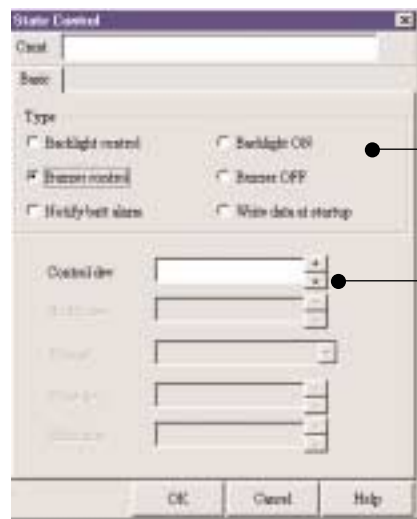 State Control
Cmnt
Basic
Type
Backlight control
Backlight ON
Buzzer control
Buzzer OFF
Notify batt alarm
Write data at startup
Control dev
OK
Cancel
Help